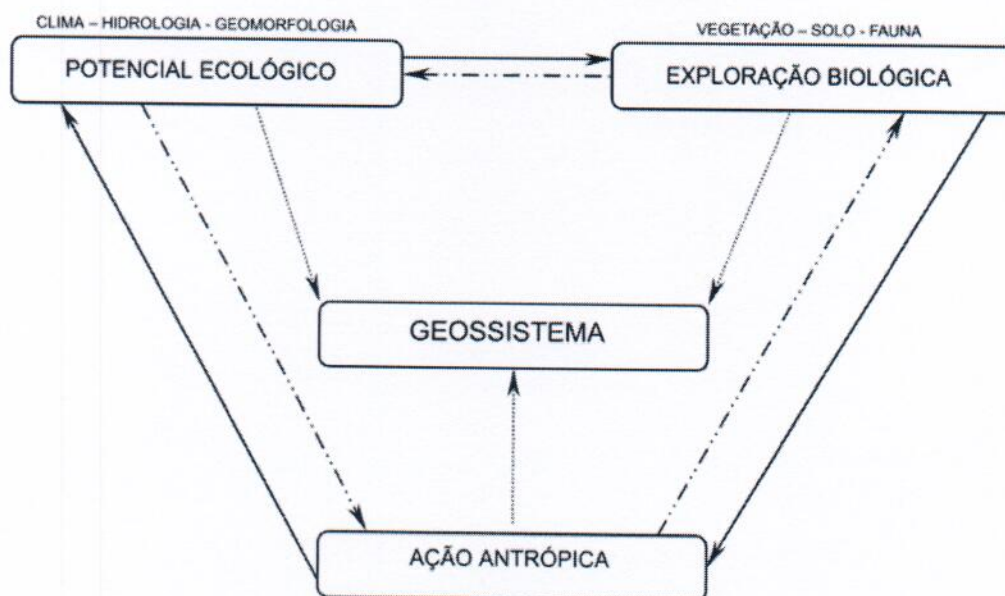 CLIMA – HIDROLOGIA - GEOMORFOLOGIA
VEGETAÇÃO – SOLO - FAUNA
POTENCIAL ECOLÓGICO
EXPLORAÇÃO BIOLÓGICA
GEOSSISTEMA
AÇÃO ANTRÓPICA